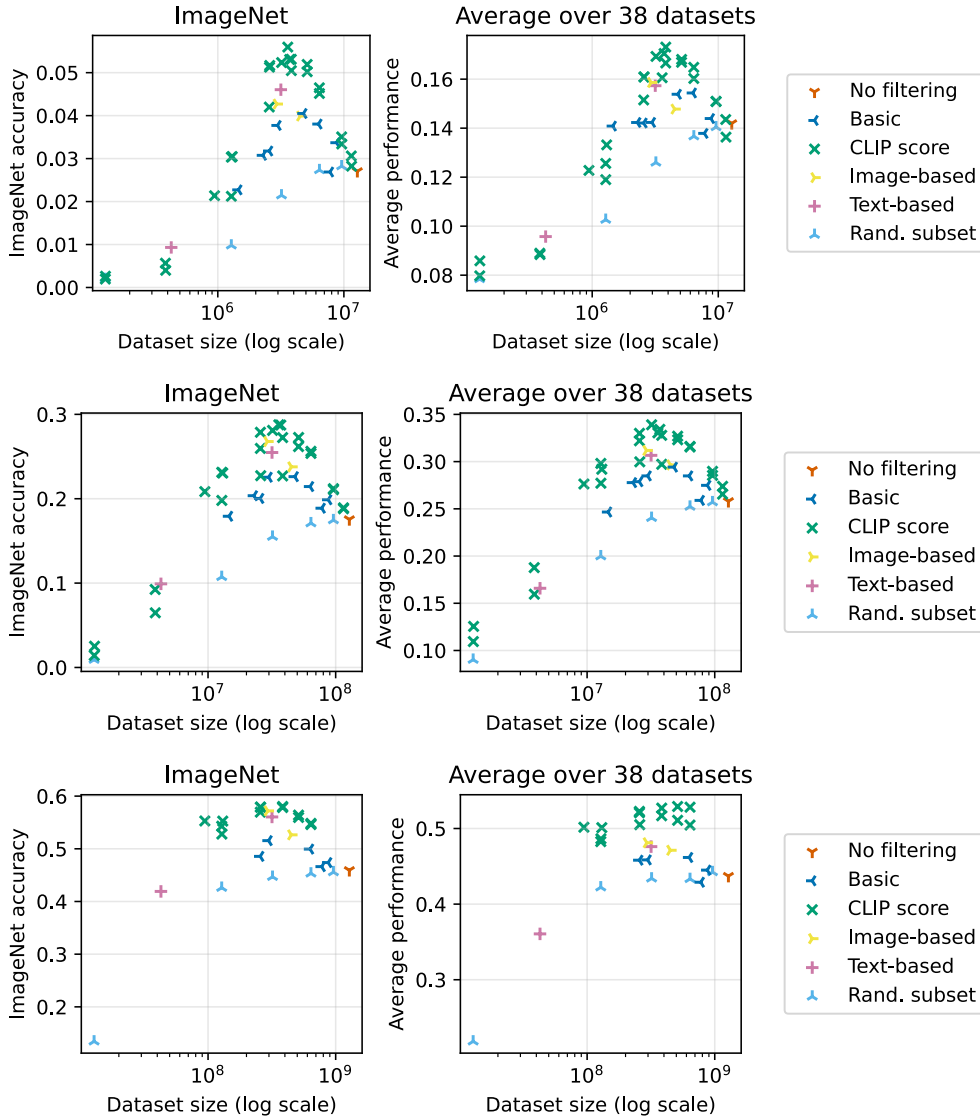 ImageNet
Average over 38 datasets
ImageNet accuracy
0.05
0.04
0.03
0.02
0.01
0.00
10^6
10^7
Dataset size (log scale)
Average performance
0.16
0.14
0.12
0.10
0.08
10^6
10^7
Dataset size (log scale)
No filtering
Basic
CLIP score
Image-based
Text-based
Rand. subset
ImageNet
Average over 38 datasets
ImageNet accuracy
0.3
0.2
0.1
0.0
10^7
10^8
Dataset size (log scale)
Average performance
0.35
0.30
0.25
0.20
0.15
0.10
10^7
10^8
Dataset size (log scale)
No filtering
Basic
CLIP score
Image-based
Text-based
Rand. subset
ImageNet
Average over 38 datasets
ImageNet accuracy
0.6
0.5
0.4
0.3
0.2
10^8
10^9
Dataset size (log scale)
Average performance
0.5
0.4
0.3
10^8
10^9
Dataset size (log scale)
No filtering
Basic
CLIP score
Image-based
Text-based
Rand. subset